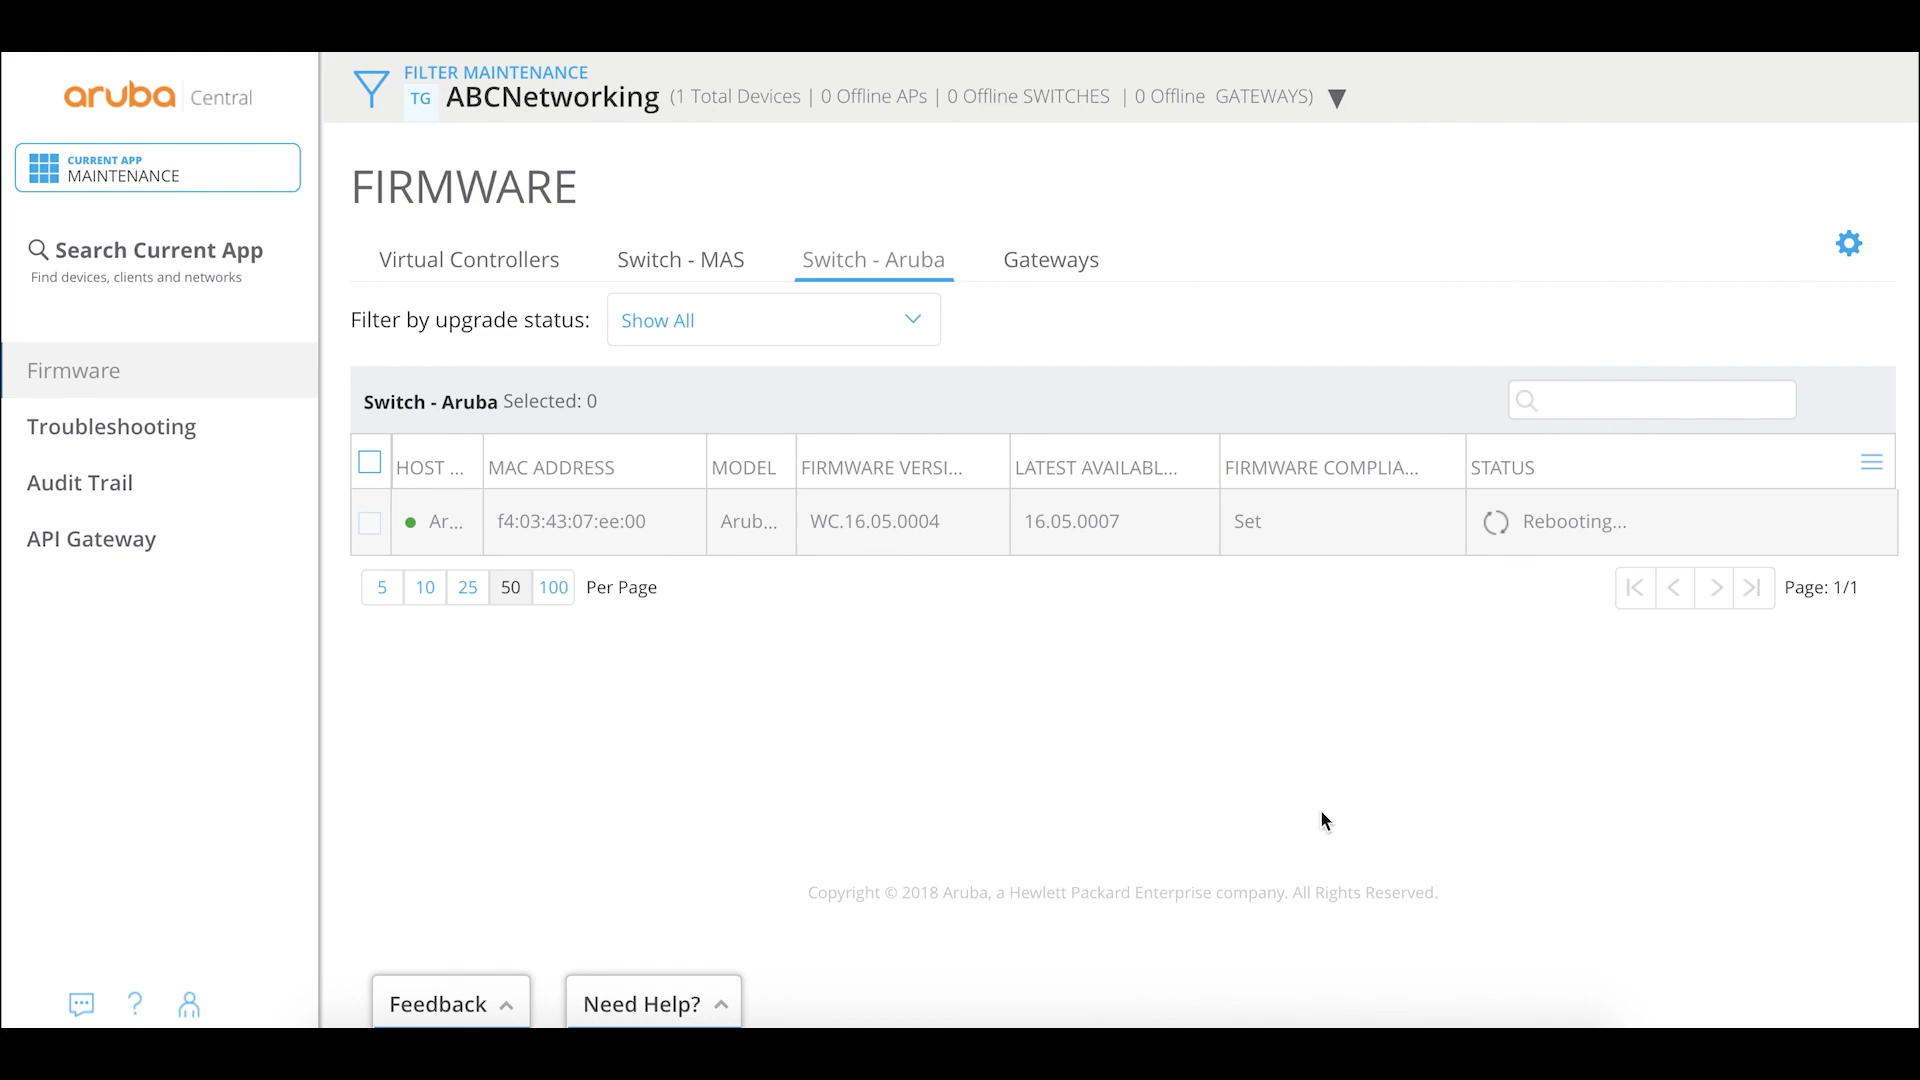 aruba Central
CURRENT APP
MAINTENANCE
Search Current App
Find devices, clients and networks
Firmware
Troubleshooting
Audit Trail
API Gateway
FILTER MAINTENANCE
TG ABCNetworking (1 Total Devices | 0 Offline APs | 0 Offline SWITCHES | 0 Offline GATEWAYS)
FIRMWARE
Virtual Controllers Switch - MAS Switch - Aruba Gateways
Filter by upgrade status: Show All
Switch - Aruba Selected: 0
HOST ... MAC ADDRESS MODEL FIRMWARE VERSI... LATEST AVAILABL... FIRMWARE COMPLIA... STATUS
Ar... f4:03:43:07:ee:00 Arub... WC.16.05.0004 16.05.0007 Set Rebooting...
5 10 25 50 100 Per Page Page: 1/1
Copyright © 2018 Aruba, a Hewlett Packard Enterprise company. All Rights Reserved.
Feedback Need Help?